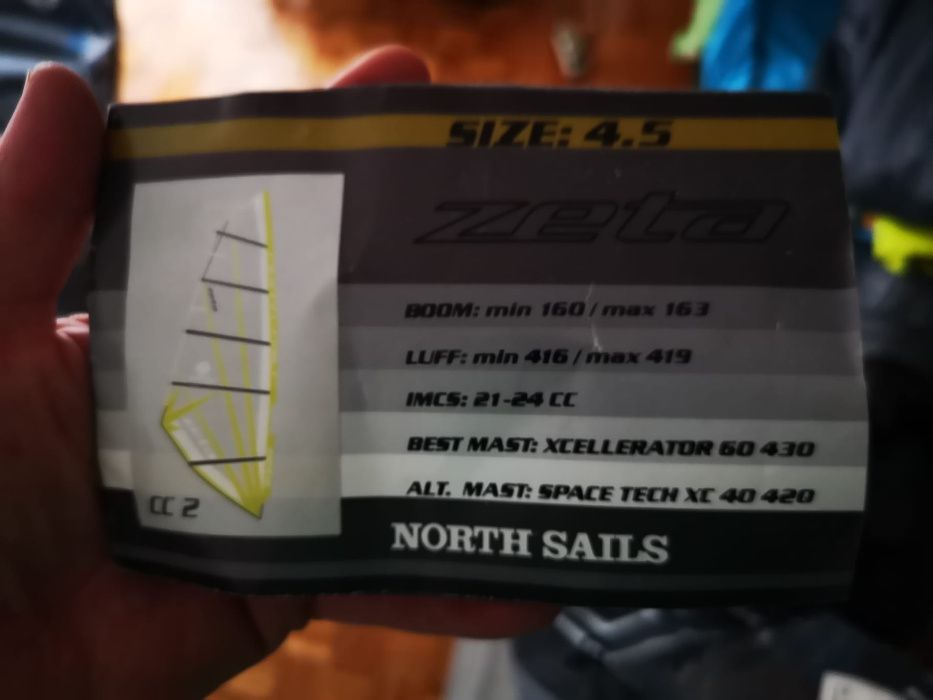 SIZE: 4.5
zeta
BOOM: min 160 / max 163
LUFF: min 416 / max 419
IMCS: 21-24 CC
BEST MAST: XCELLERATOR 60 430
ALT. MAST: SPACE TECH XC 40 420
CC 2
NORTH SAILS